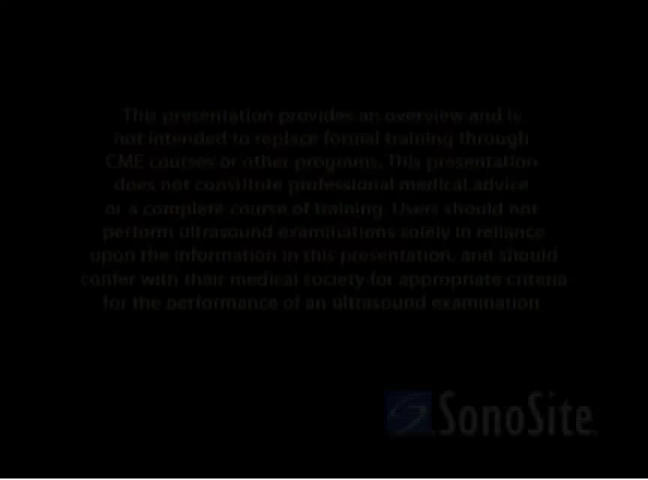 This presentation provides an overview and is
not intended to replace formal training through
CME courses or other programs. This presentation
does not constitute professional medical advice
or a complete course of training. Users should not
perform ultrasound examinations solely in reliance
upon the information in this presentation, and should
confer with their medical society for appropriate criteria
for the performance of an ultrasound examination
SonoSite